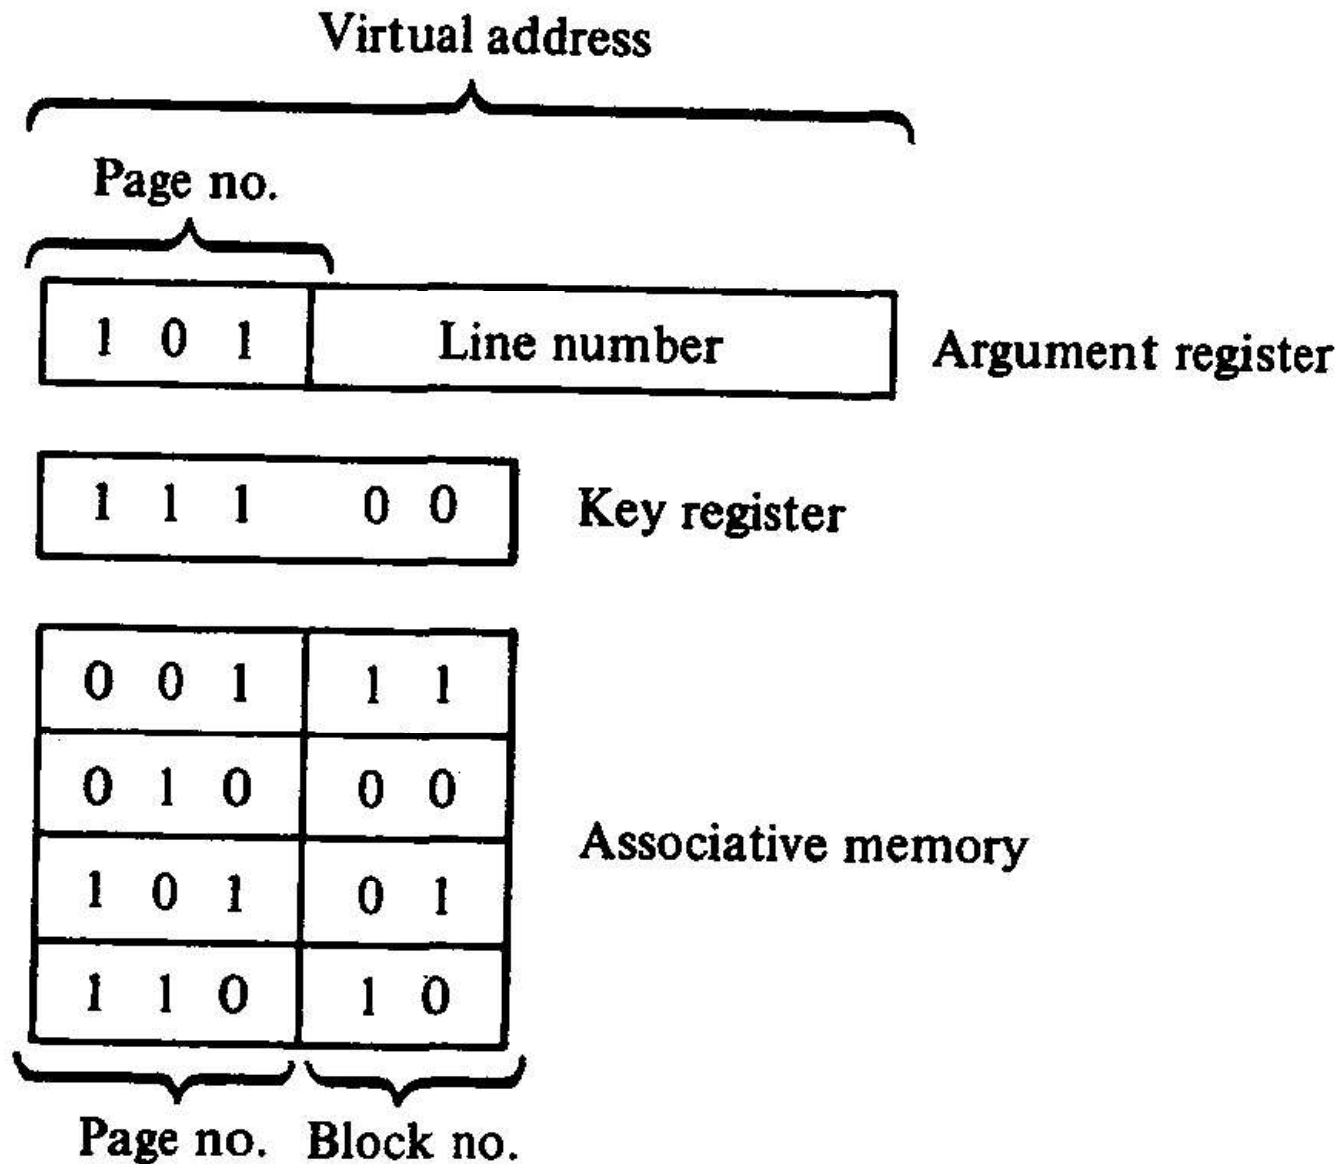 Virtual address
Page no.
1 0 1 Line number Argument register
1 1 1 0 0 Key register
0 0 1 1 1
0 1 0 0 0
Associative memory
1 0 1 0 1
1 1 0 1 0
Page no. Block no.